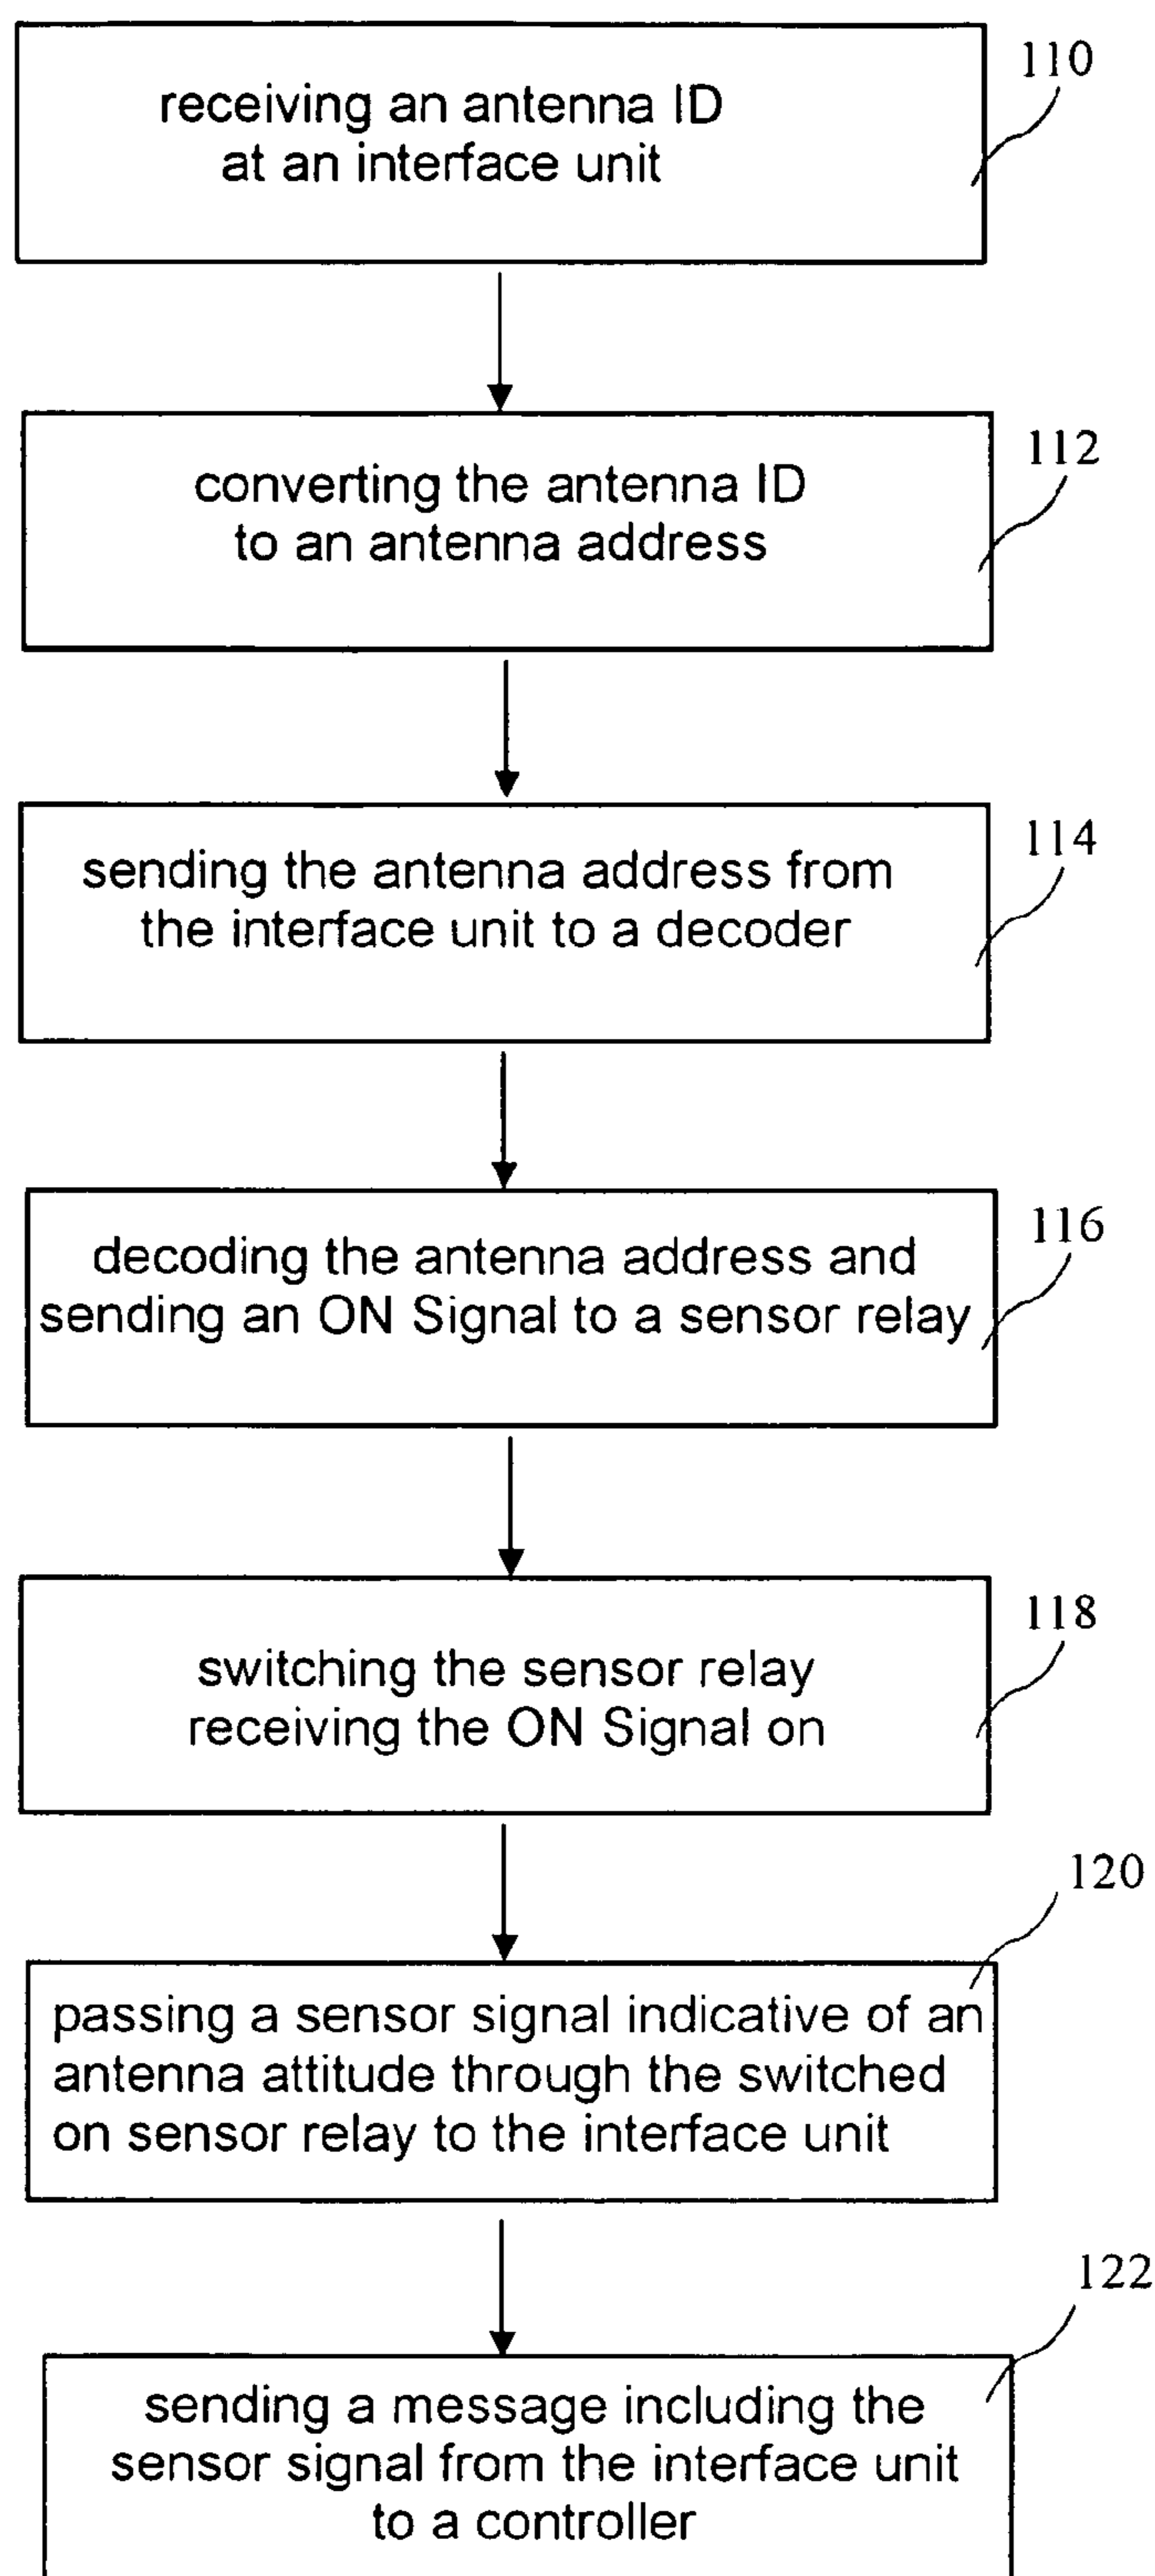 receiving an antenna ID
at an interface unit
110
converting the antenna ID
to an antenna address
112
sending the antenna address from
the interface unit to a decoder
114
decoding the antenna address and
sending an ON Signal to a sensor relay
116
switching the sensor relay
receiving the ON Signal on
118
passing a sensor signal indicative of an
antenna attitude through the switched
on sensor relay to the interface unit
120
sending a message including the
sensor signal from the interface unit
to a controller
122